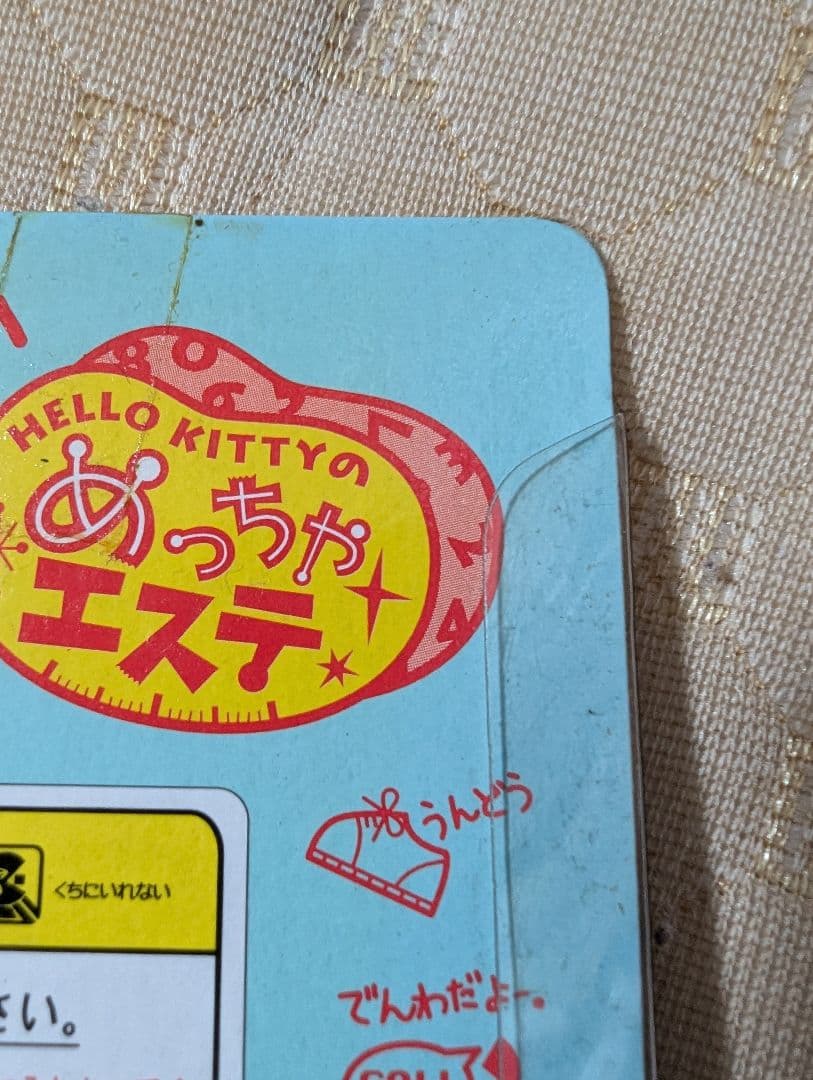 HELLO KITTYの
めっちゃ
エステ
うんどう
くちにいれない
さい。
でんわだよー。